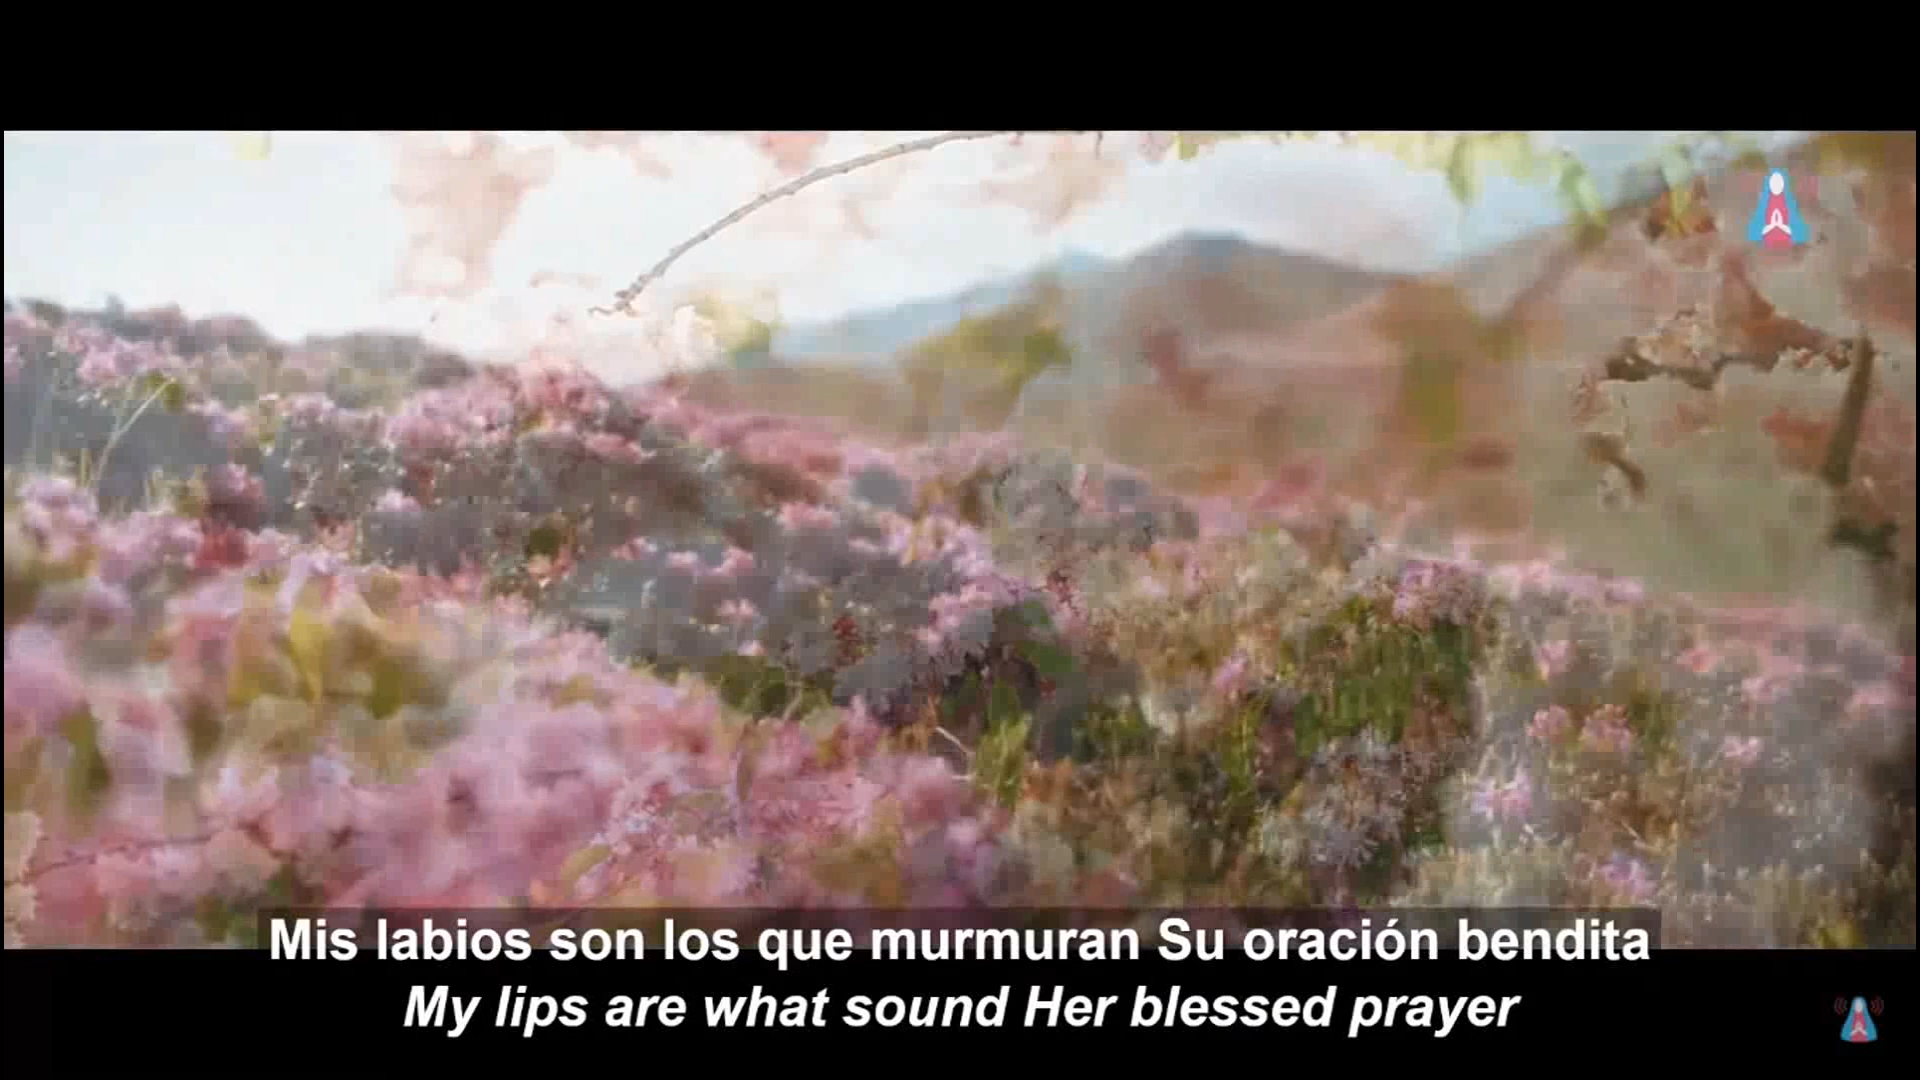 Mis labios son los que murmuran Su oración bendita
My lips are what sound Her blessed prayer